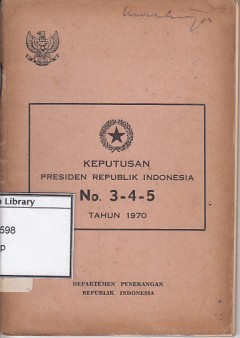 KEPUTUSAN
PRESIDEN REPUBLIK INDONESIA
No. 3-4-5
TAHUN 1970
Library
598
p
DEPARTEMEN PENERANGAN
REPUBLIK INDONESIA